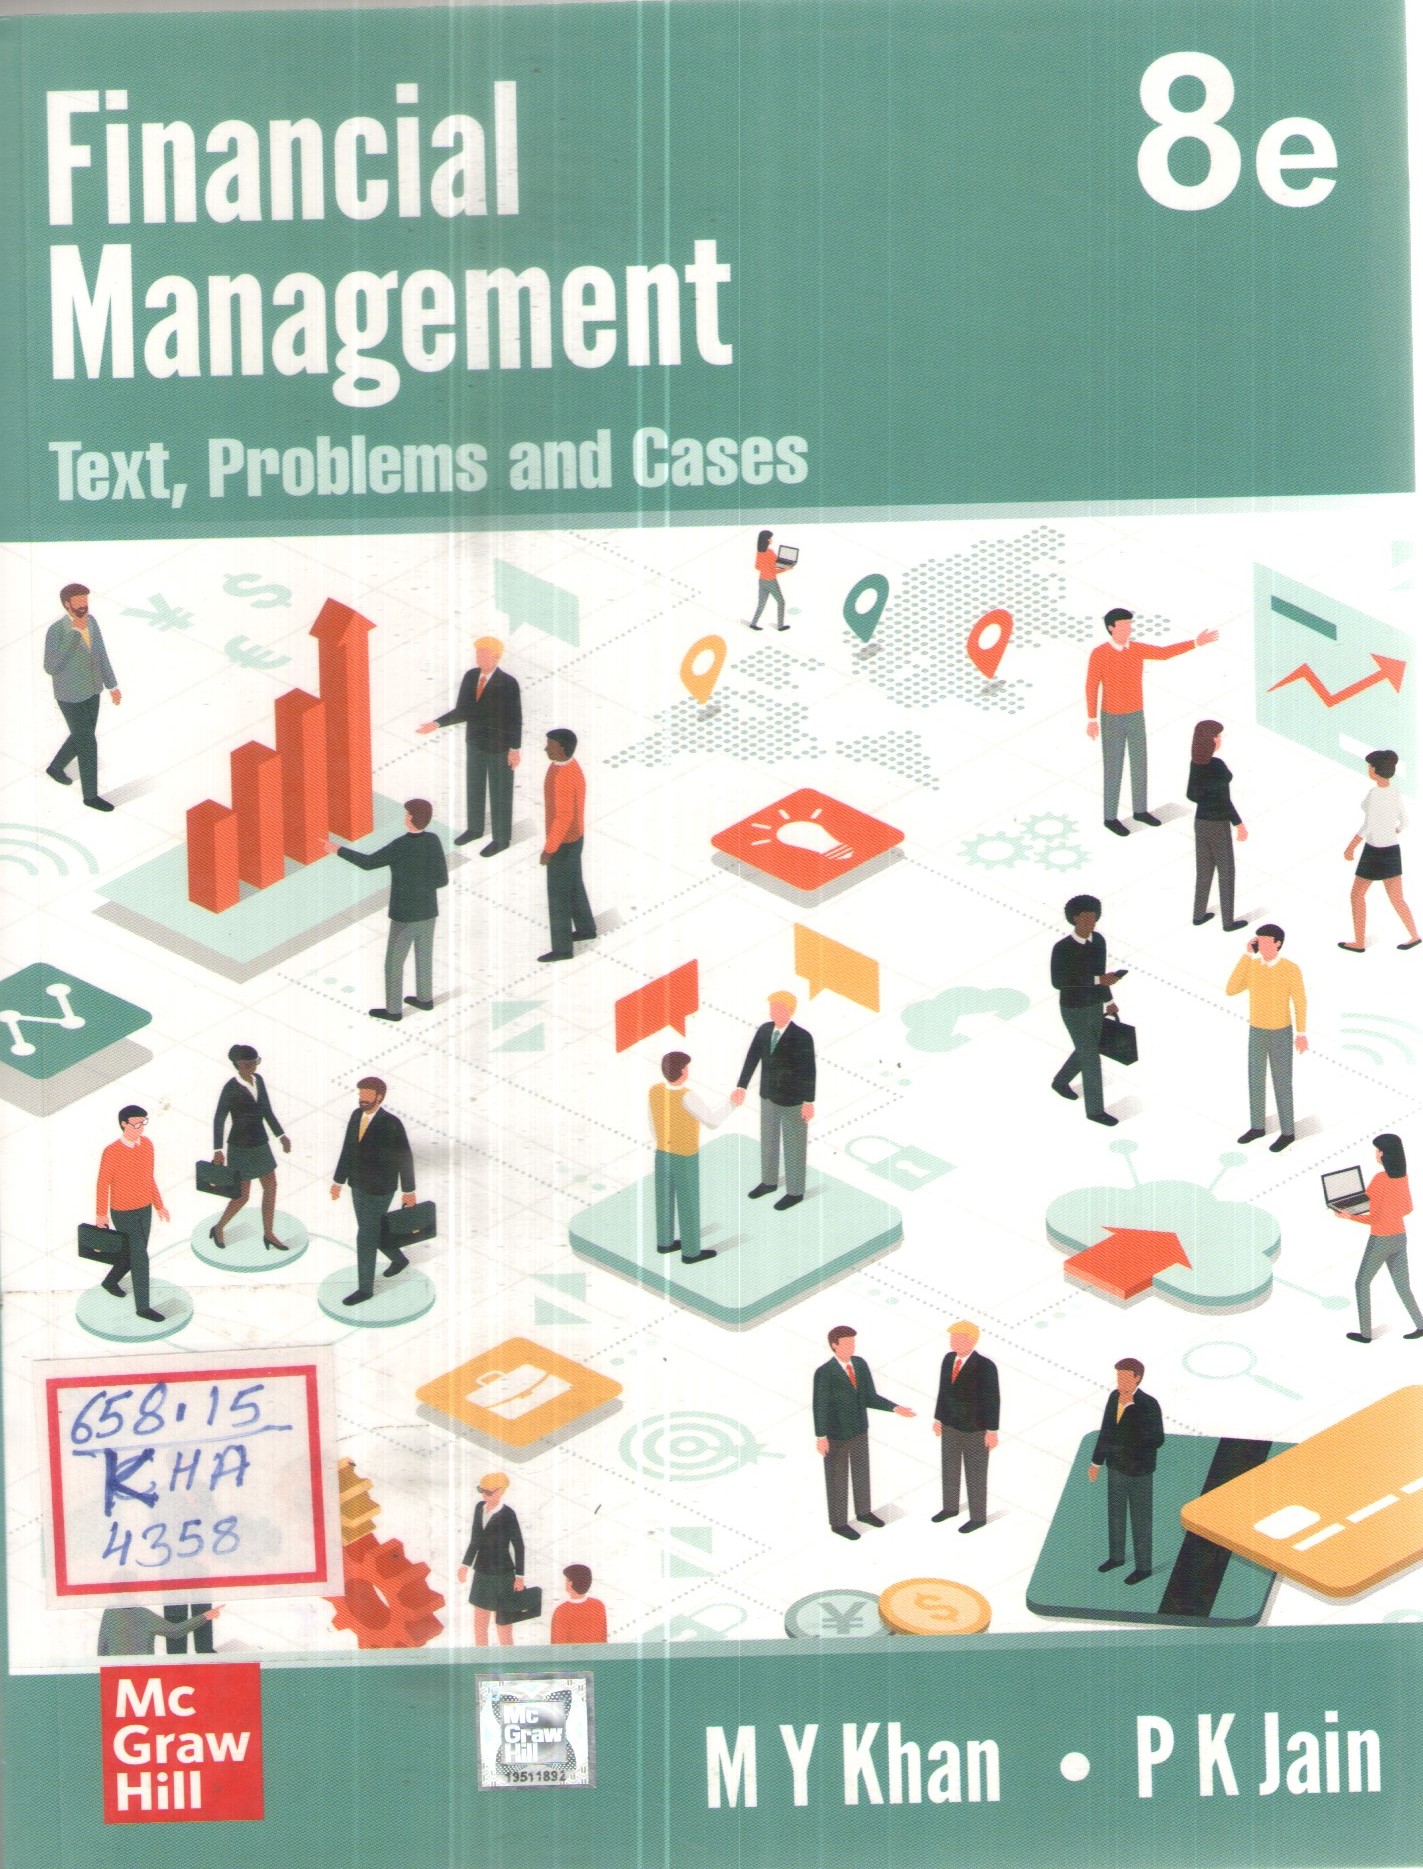 Financial
Management
8e
Text, Problems and Cases
658.15
KHA
4358
Mc
Graw
Hill
Mc
Graw
Hill
19511892
M Y Khan • P K Jain